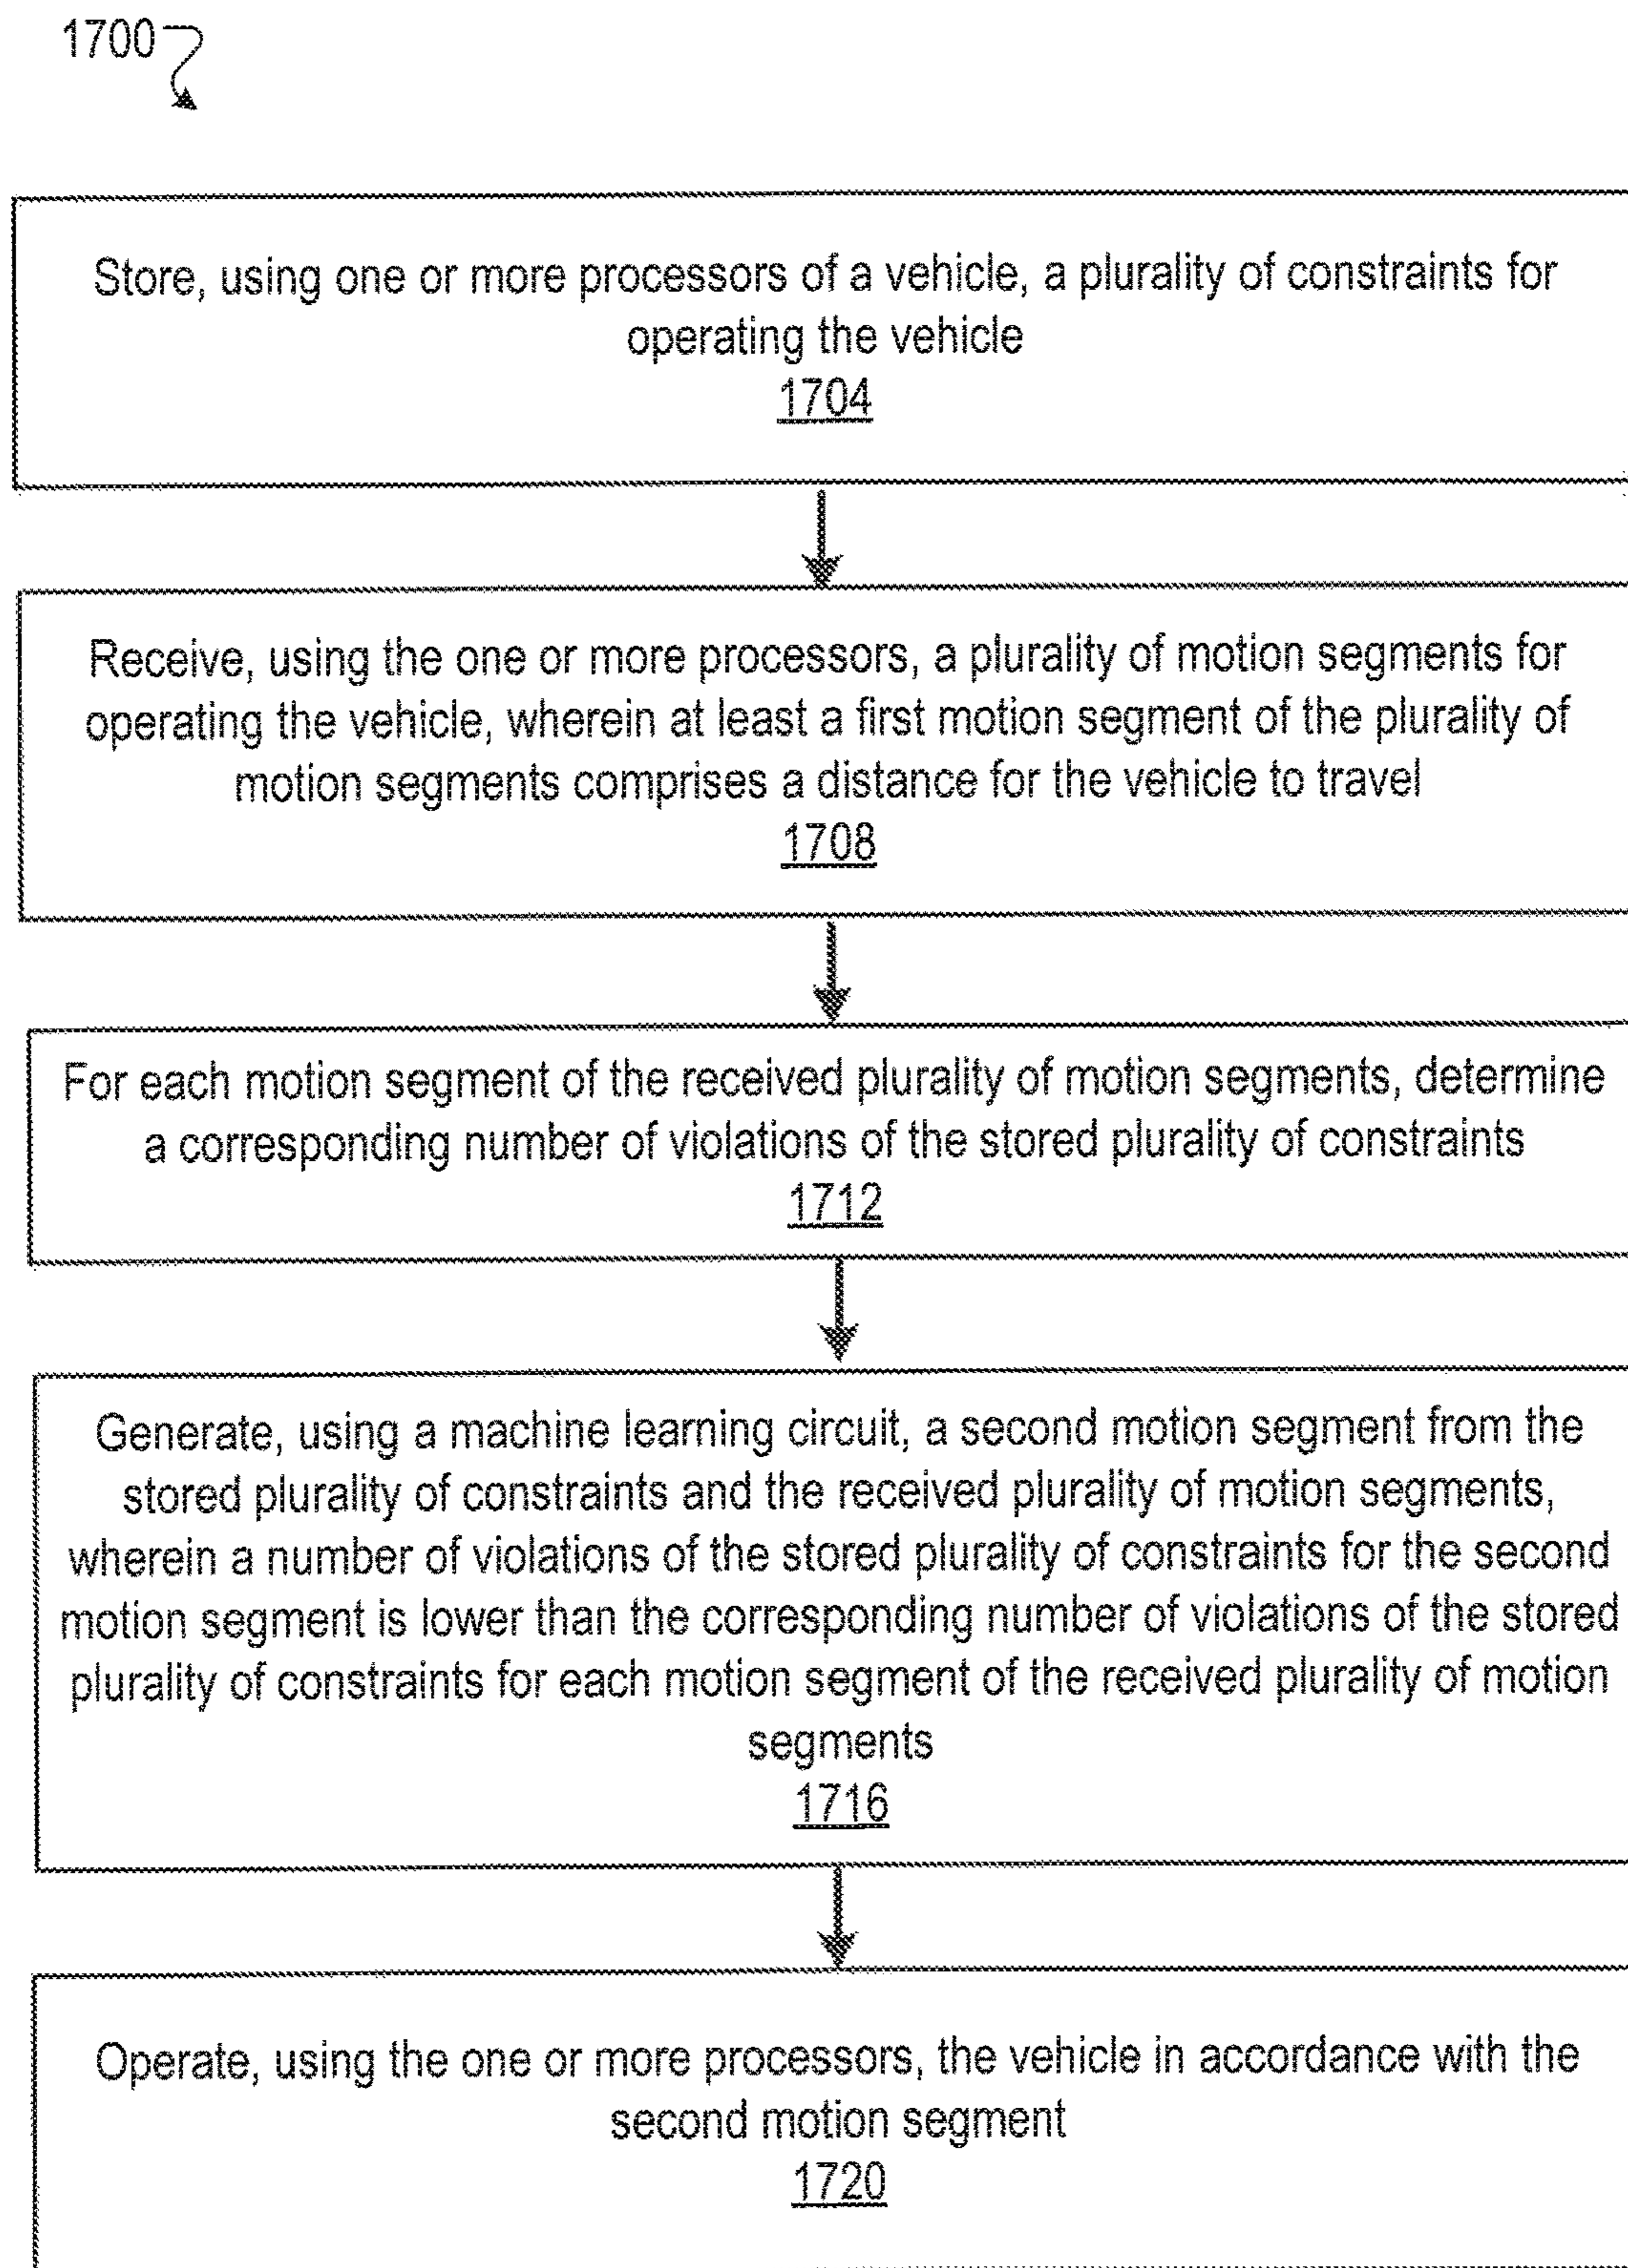 1700
Store, using one or more processors of a vehicle, a plurality of constraints for
operating the vehicle
1704
Receive, using the one or more processors, a plurality of motion segments for
operating the vehicle, wherein at least a first motion segment of the plurality of
motion segments comprises a distance for the vehicle to travel
1708
For each motion segment of the received plurality of motion segments, determine
a corresponding number of violations of the stored plurality of constraints
1712
Generate, using a machine learning circuit, a second motion segment from the
stored plurality of constraints and the received plurality of motion segments,
wherein a number of violations of the stored plurality of constraints for the second
motion segment is lower than the corresponding number of violations of the stored
plurality of constraints for each motion segment of the received plurality of motion
segments
1716
Operate, using the one or more processors, the vehicle in accordance with the
second motion segment
1720